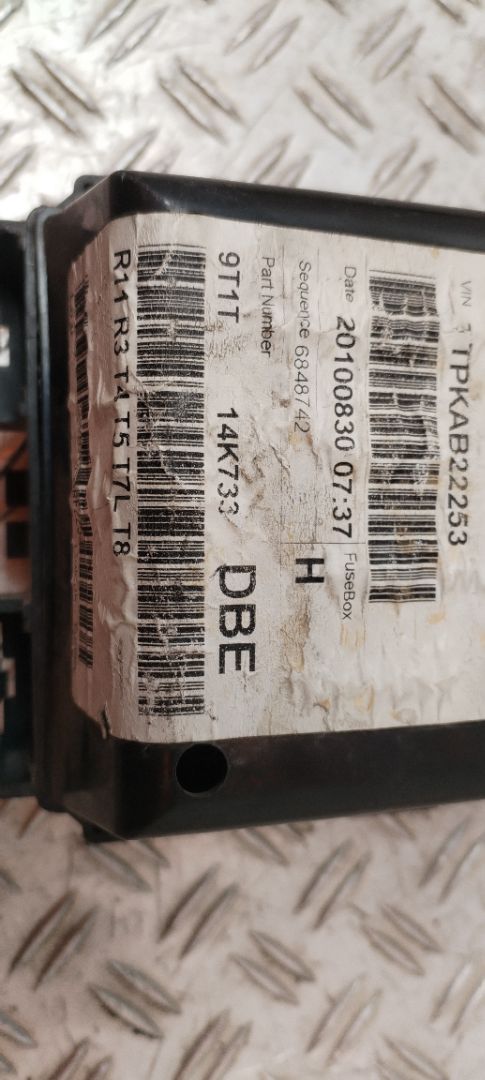 VIN TPKAB22253
Date 20100830 07:37 FuseBox
Sequence 6848742 H
Part Number
9T1T 14K733 DBE
R11 R3 T4 T5 T7L T8